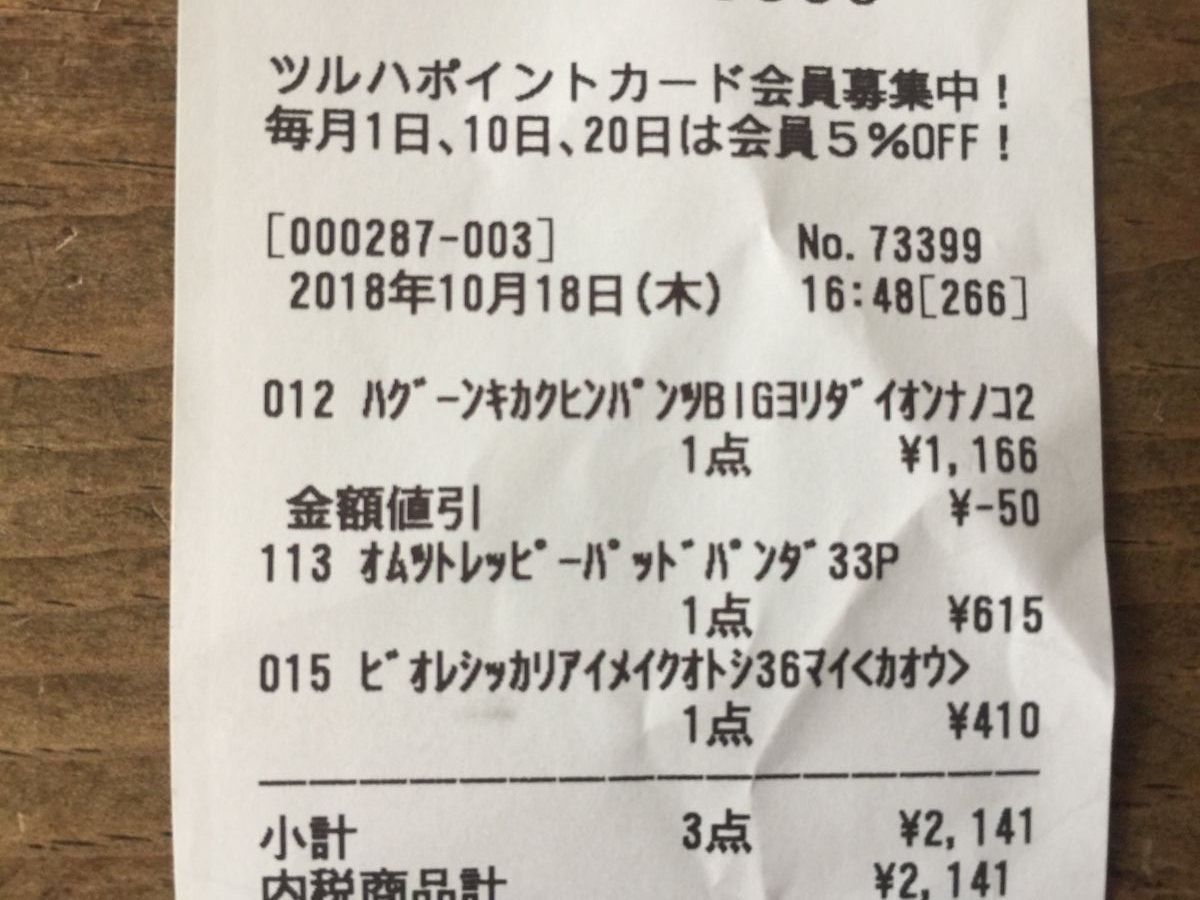 ツルハポイントカード会員募集中！
毎月1日、10日、20日は会員５%OFF！
[000287-003] No.73399
2018年10月18日(木) 16:48[266]
012 ﾊｸﾞｰﾝｷｶｸﾋﾝﾊﾟﾝﾂBIGﾖﾘﾀﾞｲｵﾝﾅﾉｺ2
1点 ¥1,166
金額値引 ¥-50
113 ｵﾑﾂﾄﾚｯﾋﾟｰﾊﾟｯﾄﾞﾊﾟﾝﾀﾞ33P
1点 ¥615
015 ﾋﾞｵﾚｼｯｶﾘｱｲﾒｲｸｵﾄｼ36ﾏｲ<ｶｵｳ>
1点 ¥410
小計 3点 ¥2,141
内税商品計 ¥2,141